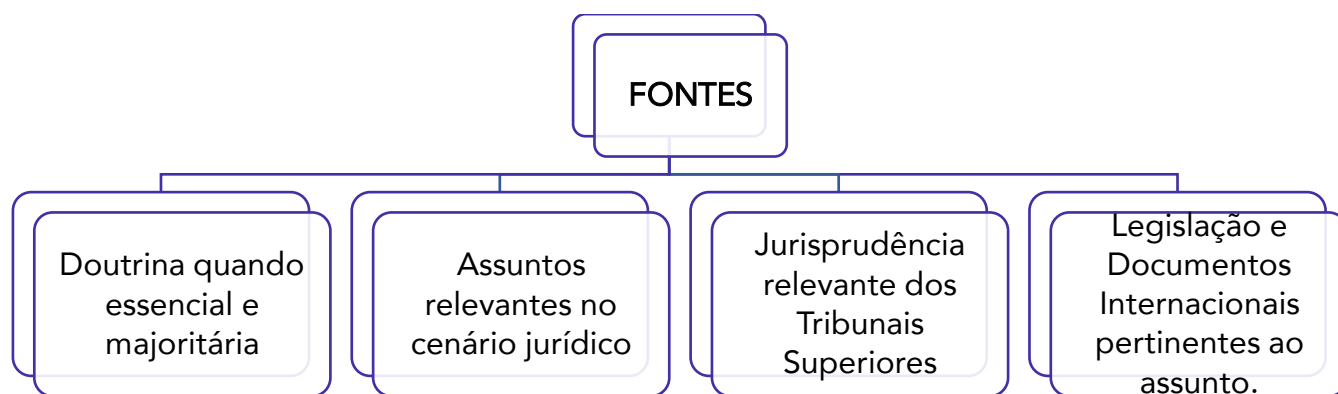 FONTES
Doutrina quando
essencial e
majoritária
Assuntos
relevantes no
cenário jurídico
Jurisprudência
relevante dos
Tribunais
Superiores
Legislação e
Documentos
Internacionais
pertinentes ao
assunto.